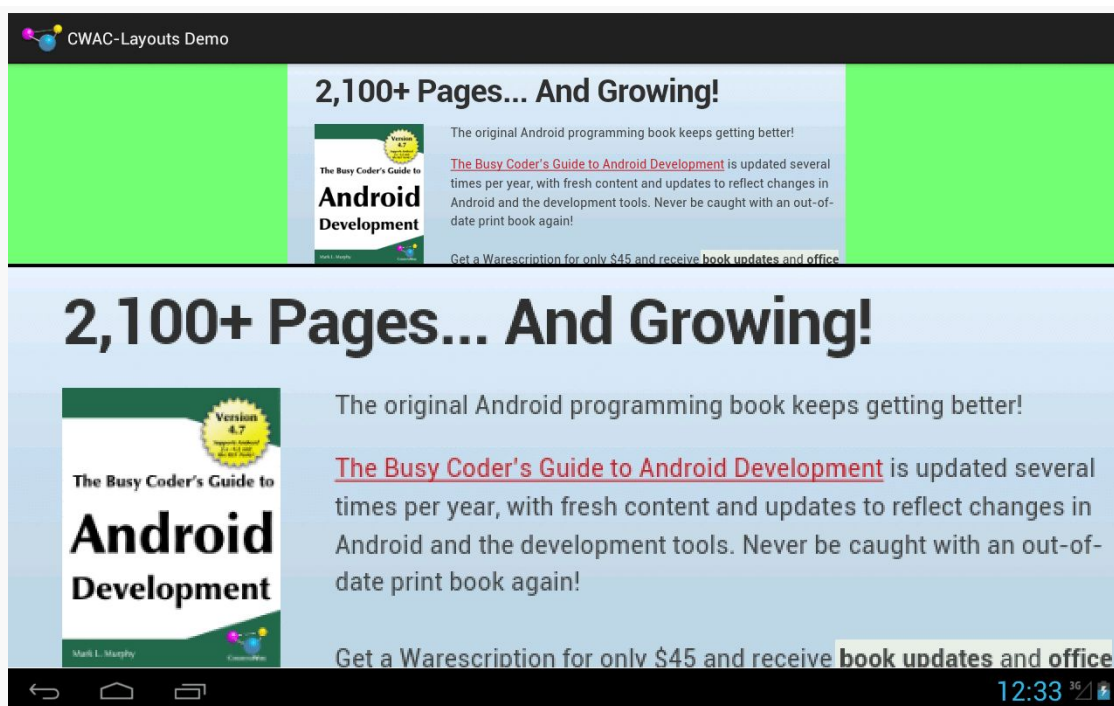 CWAC-Layouts Demo
2,100+ Pages... And Growing!
The original Android programming book keeps getting better!
Version
4.7
The Busy Coder's Guide to
Android
Development
Mark L. Murphy
The Busy Coder's Guide to Android Development is updated several
times per year, with fresh content and updates to reflect changes in
Android and the development tools. Never be caught with an out-of-
date print book again!
Get a Warescription for only $45 and receive book updates and office
2,100+ Pages... And Growing!
The original Android programming book keeps getting better!
Version
4.7
The Busy Coder's Guide to
Android
Development
Mark L. Murphy
CommonsWare
The Busy Coder's Guide to Android Development is updated several
times per year, with fresh content and updates to reflect changes in
Android and the development tools. Never be caught with an out-of-
date print book again!
Get a Warescription for only $45 and receive book updates and office
12:33
3G